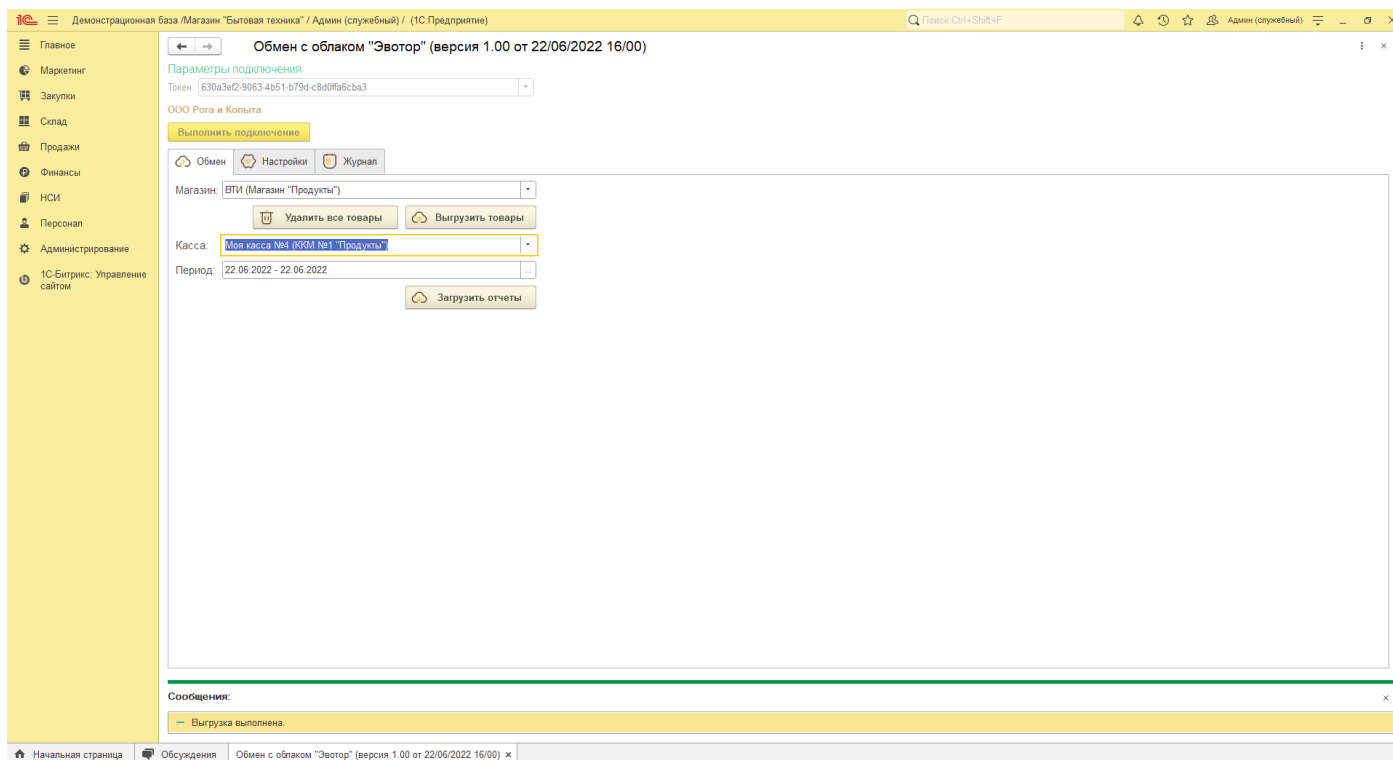 Демонстрационная база /Магазин "Бытовая техника" / Админ (служебный) / (1С:Предприятие)
Поиск Ctrl+Shift+F
Админ (служебный)
Главное
Маркетинг
Закупки
Склад
Продажи
Финансы
НСИ
Персонал
Администрирование
1С-Битрикс: Управление
сайтом
Обмен с облаком "Эвотор" (версия 1.00 от 22/06/2022 16/00)
Параметры подключения
Токен: 630a3ef2-9063-4b51-b79d-c8d0ffa6cba3
ООО Рога и Копыта
Выполнить подключение
Обмен Настройки Журнал
Магазин: ВТИ (Магазин "Продукты")
Удалить все товары Выгрузить товары
Касса: Моя касса №4 (ККМ №1 "Продукты")
Период: 22.06.2022 - 22.06.2022 ...
Загрузить отчеты
Сообщения:
– Выгрузка выполнена.
Начальная страница Обсуждения Обмен с облаком "Эвотор" (версия 1.00 от 22/06/2022 16/00) ×